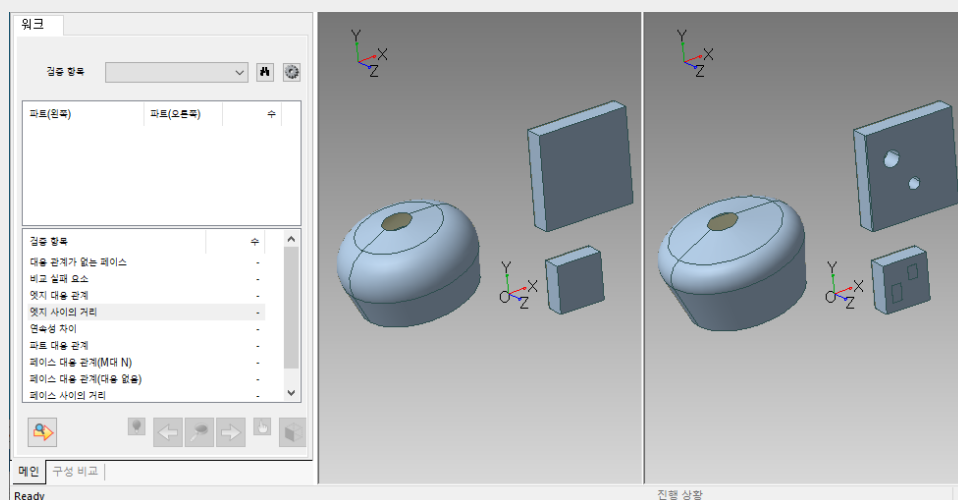 워크
검증 항목
파트(왼쪽) 파트(오른쪽) 수
검증 항목 수
대응 관계가 없는 페이스 -
비교 실패 요소 -
엣지 대응 관계 -
엣지 사이의 거리 -
연속성 차이 -
파트 대응 관계 -
페이스 대응 관계(M대 N) -
페이스 대응 관계(대응 없음) -
페이스 사이의 거리 -
메인 구성 비교
Ready 진행 상황
Y X Z
Y X O Z
Y X Z
Y X O Z